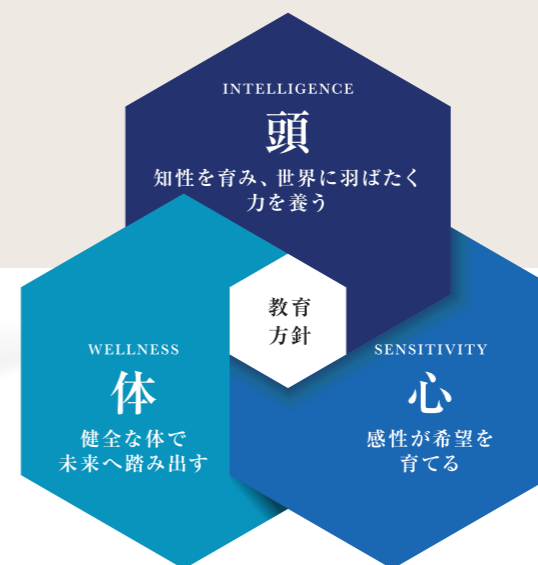 INTELLIGENCE
頭
知性を育み、世界に羽ばたく
力を養う
教育
方針
WELLNESS
体
健全な体で
未来へ踏み出す
SENSITIVITY
心
感性が希望を
育てる